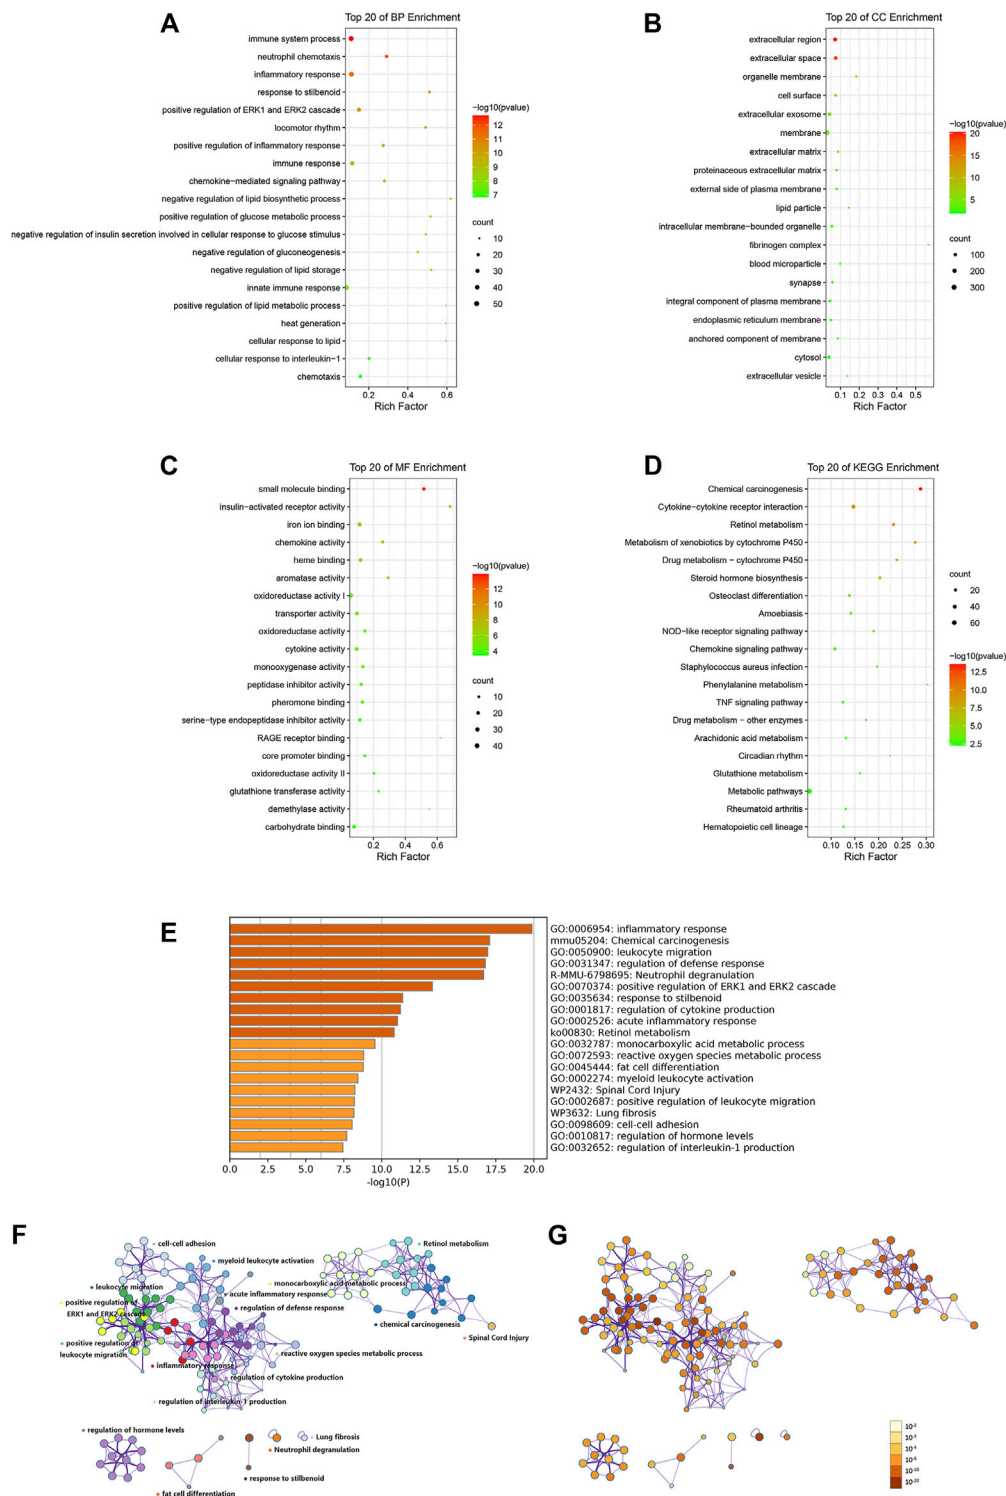 A
Top 20 of BP Enrichment
immune system process
neutrophil chemotaxis
inflammatory response
response to stilbenoid
positive regulation of ERK1 and ERK2 cascade
locomotor rhythm
positive regulation of inflammatory response
immune response
chemokine-mediated signaling pathway
negative regulation of lipid biosynthetic process
positive regulation of glucose metabolic process
negative regulation of insulin secretion involved in cellular response to glucose stimulus
negative regulation of gluconeogenesis
negative regulation of lipid storage
innate immune response
positive regulation of lipid metabolic process
heat generation
cellular response to lipid
cellular response to interleukin-1
chemotaxis
0.2 0.4 0.6
Rich Factor
-log10(pvalue)
12
11
10
9
8
7
count
10
20
30
40
50
B
Top 20 of CC Enrichment
extracellular region
extracellular space
organelle membrane
cell surface
extracellular exosome
membrane
extracellular matrix
proteinaceous extracellular matrix
external side of plasma membrane
lipid particle
intracellular membrane-bounded organelle
fibrinogen complex
blood microparticle
synapse
integral component of plasma membrane
endoplasmic reticulum membrane
anchored component of membrane
cytosol
extracellular vesicle
0.1 0.2 0.3 0.4 0.5
Rich Factor
-log10(pvalue)
20
15
10
5
count
100
200
300
C
Top 20 of MF Enrichment
small molecule binding
insulin-activated receptor activity
iron ion binding
chemokine activity
heme binding
aromatase activity
oxidoreductase activity I
transporter activity
oxidoreductase activity
cytokine activity
monooxygenase activity
peptidase inhibitor activity
pheromone binding
serine-type endopeptidase inhibitor activity
RAGE receptor binding
core promoter binding
oxidoreductase activity II
glutathione transferase activity
demethylase activity
carbohydrate binding
0.2 0.4 0.6
Rich Factor
-log10(pvalue)
12
10
8
6
4
count
10
20
30
40
D
Top 20 of KEGG Enrichment
Chemical carcinogenesis
Cytokine-cytokine receptor interaction
Retinol metabolism
Metabolism of xenobiotics by cytochrome P450
Drug metabolism - cytochrome P450
Steroid hormone biosynthesis
Osteoclast differentiation
Amoebiasis
NOD-like receptor signaling pathway
Chemokine signaling pathway
Staphylococcus aureus infection
Phenylalanine metabolism
TNF signaling pathway
Drug metabolism - other enzymes
Arachidonic acid metabolism
Circadian rhythm
Glutathione metabolism
Metabolic pathways
Rheumatoid arthritis
Hematopoietic cell lineage
0.10 0.15 0.20 0.25 0.30
Rich Factor
count
20
40
60
-log10(pvalue)
12.5
10.0
7.5
5.0
2.5
E
GO:0006954: inflammatory response
mmu05204: Chemical carcinogenesis
GO:0050900: leukocyte migration
GO:0031347: regulation of defense response
R-MMU-6798695: Neutrophil degranulation
GO:0070374: positive regulation of ERK1 and ERK2 cascade
GO:0035634: response to stilbenoid
GO:0001817: regulation of cytokine production
GO:0002526: acute inflammatory response
ko00830: Retinol metabolism
GO:0032787: monocarboxylic acid metabolic process
GO:0072593: reactive oxygen species metabolic process
GO:0045444: fat cell differentiation
GO:0002274: myeloid leukocyte activation
WP2432: Spinal Cord Injury
GO:0002687: positive regulation of leukocyte migration
WP3632: Lung fibrosis
GO:0098609: cell-cell adhesion
GO:0010817: regulation of hormone levels
GO:0032652: regulation of interleukin-1 production
0.0 2.5 5.0 7.5 10.0 12.5 15.0 17.5 20.0
-log10(P)
F
cell-cell adhesion
Retinol metabolism
myeloid leukocyte activation
leukocyte migration
monocarboxylic acid metabolic process
acute inflammatory response
positive regulation of
ERK1 and ERK2 cascade
regulation of defense response
chemical carcinogenesis
Spinal Cord Injury
positive regulation of
leukocyte migration
reactive oxygen species metabolic process
inflammatory response
regulation of cytokine production
regulation of interleukin-1 production
regulation of hormone levels
Lung fibrosis
Neutrophil degranulation
response to stilbenoid
fat cell differentiation
G
10-2
10-3
10-4
10-6
10-10
10-20